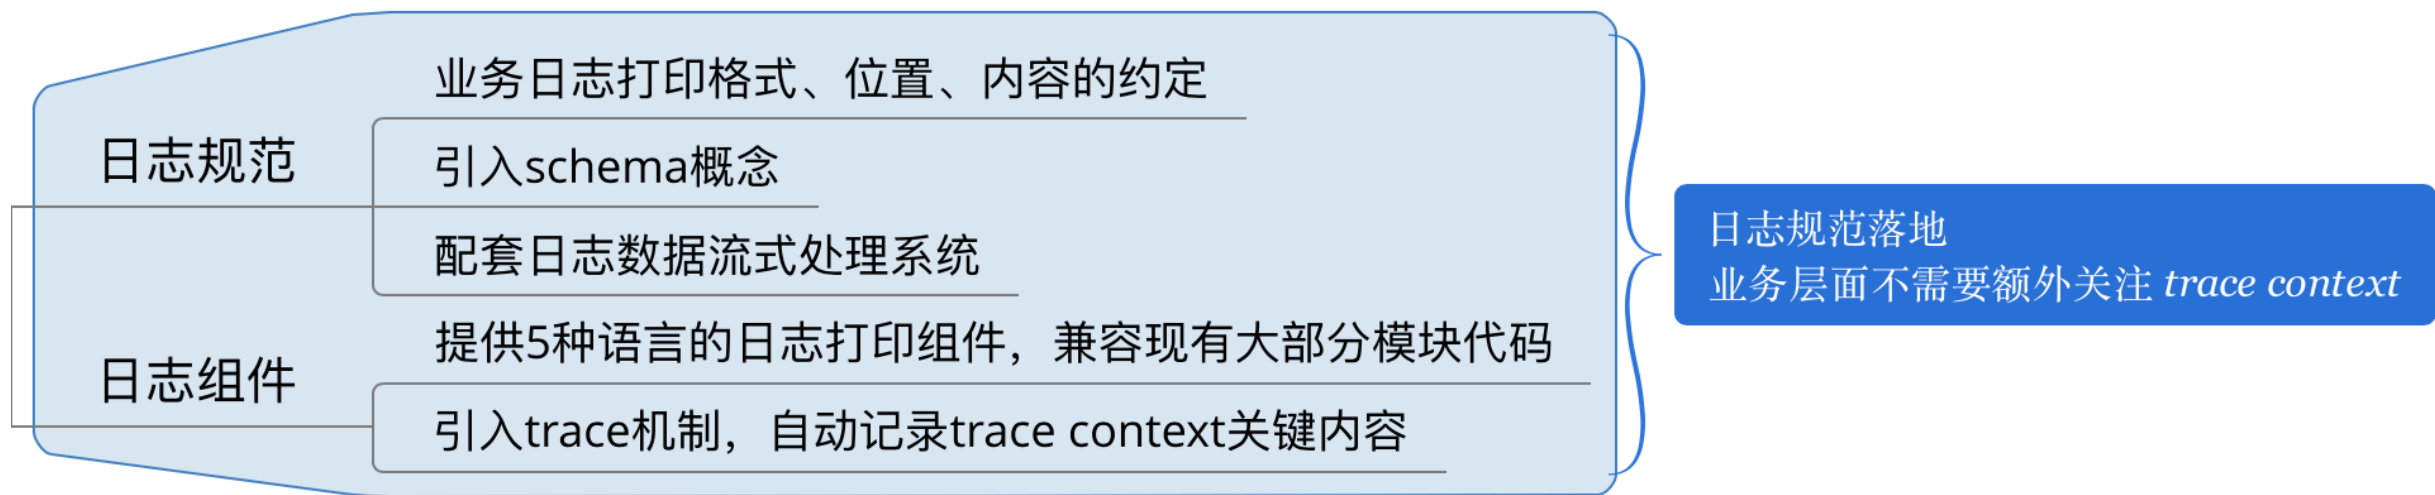 日志规范
业务日志打印格式、位置、内容的约定
引入schema概念
配套日志数据流式处理系统
日志组件
提供5种语言的日志打印组件，兼容现有大部分模块代码
引入trace机制，自动记录trace context关键内容
日志规范落地
业务层面不需要额外关注 trace context